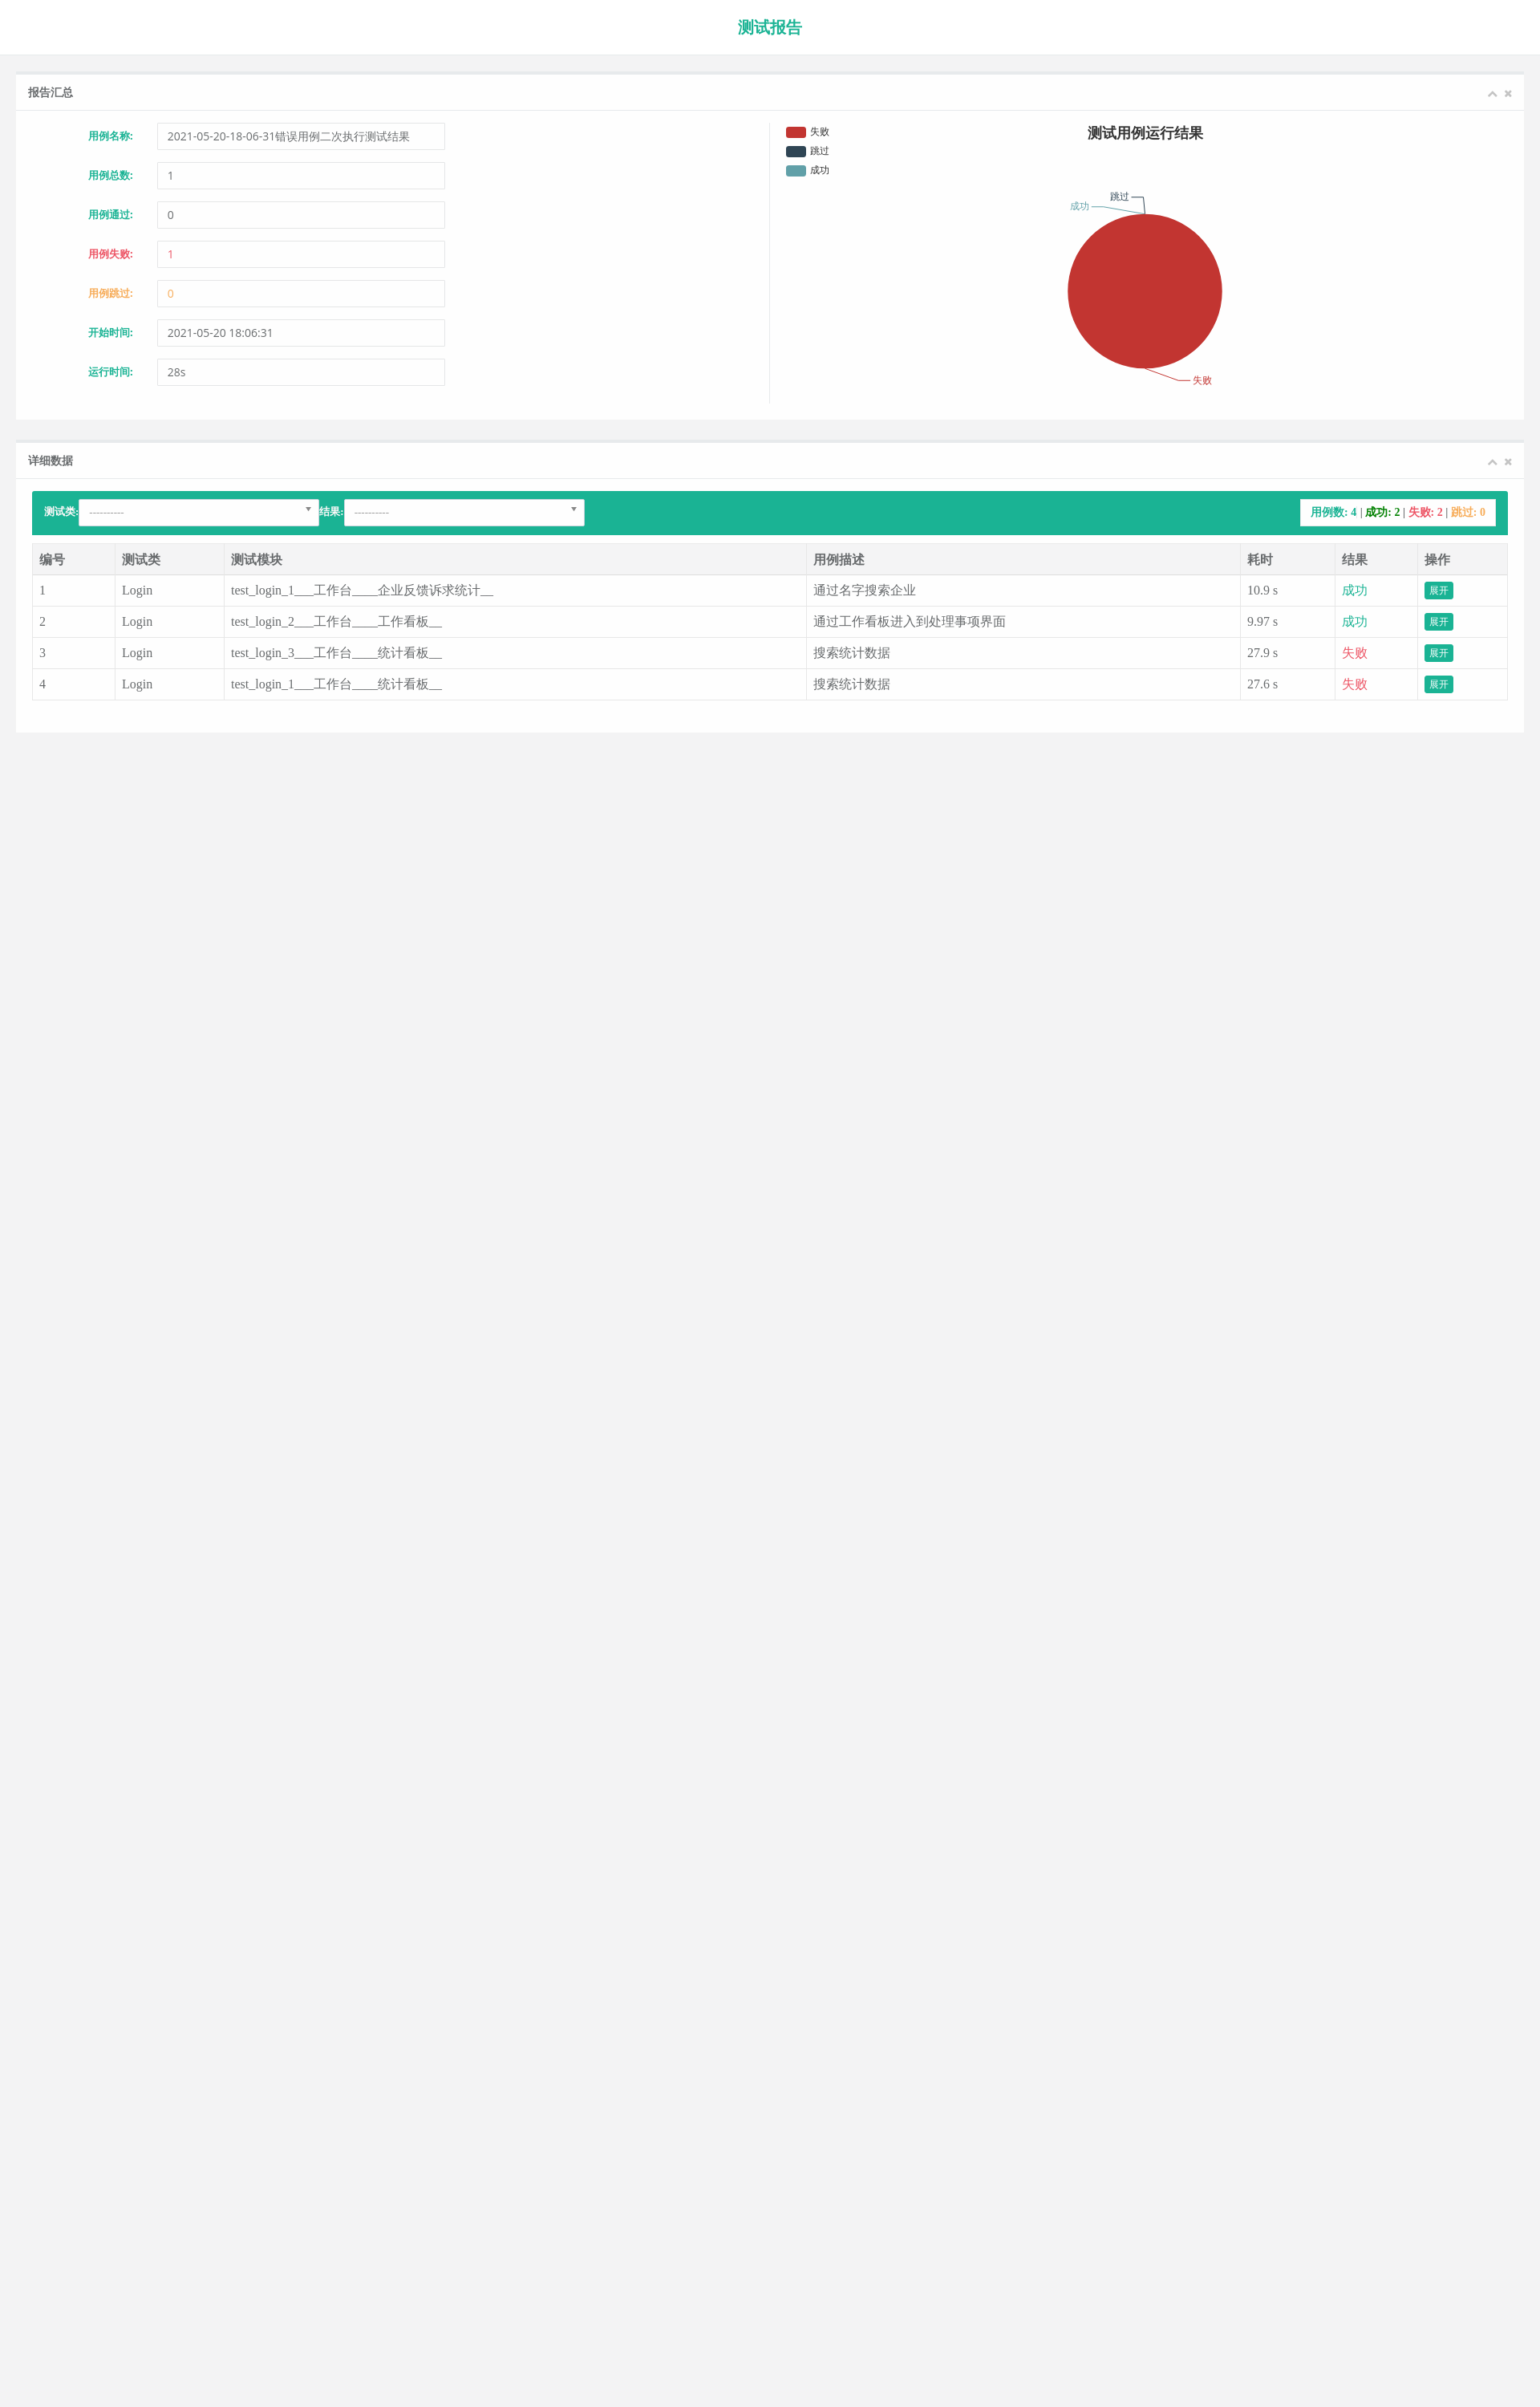 测试报告
报告汇总
用例名称: 2021-05-20-18-06-31错误用例二次执行测试结果
用例总数: 1
用例通过: 0
用例失败: 1
用例跳过: 0
开始时间: 2021-05-20 18:06:31
运行时间: 28s
失败
跳过
成功
测试用例运行结果
跳过
成功
失败
详细数据
测试类: ---------- 结果: ---------- 用例数: 4 | 成功: 2 | 失败: 2 | 跳过: 0
编号 测试类 测试模块 用例描述 耗时 结果 操作
1 Login test_login_1___工作台____企业反馈诉求统计__ 通过名字搜索企业 10.9 s 成功 展开
2 Login test_login_2___工作台____工作看板__ 通过工作看板进入到处理事项界面 9.97 s 成功 展开
3 Login test_login_3___工作台____统计看板__ 搜索统计数据 27.9 s 失败 展开
4 Login test_login_1___工作台____统计看板__ 搜索统计数据 27.6 s 失败 展开